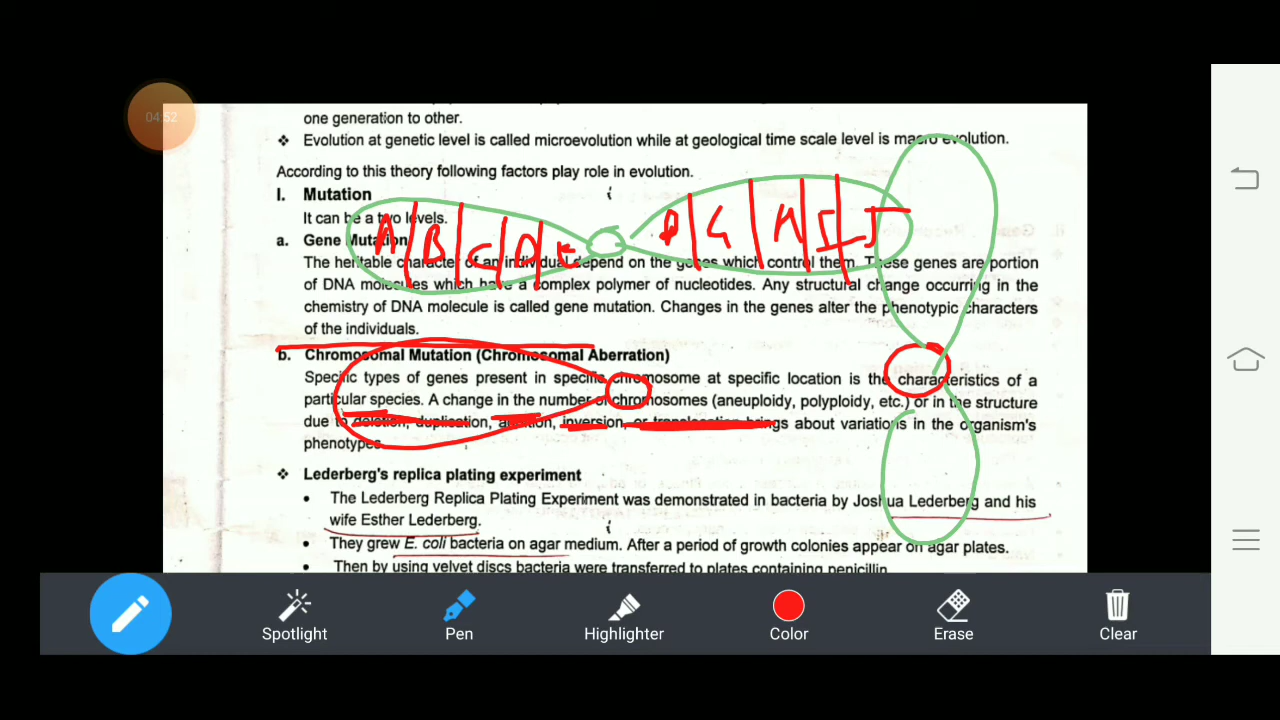 04:52
one generation to other.
❖ Evolution at genetic level is called microevolution while at geological time scale level is macro evolution.
According to this theory following factors play role in evolution.
I. Mutation
It can be a two levels.
a. Gene Mutation
A B C D E G H I J
The heritable character of an individual depend on the genes which control them. These genes are portion
of DNA molecules which have a complex polymer of nucleotides. Any structural change occurring in the
chemistry of DNA molecule is called gene mutation. Changes in the genes alter the phenotypic characters
of the individuals.
b. Chromosomal Mutation (Chromosomal Aberration)
Specific types of genes present in specific chromosome at specific location is the characteristics of a
particular species. A change in the number of chromosomes (aneuploidy, polyploidy, etc.) or in the structure
due to deletion, duplication, addition, inversion, or translocation brings about variations in the organism's
phenotypes.
❖ Lederberg's replica plating experiment
• The Lederberg Replica Plating Experiment was demonstrated in bacteria by Joshua Lederberg and his
wife Esther Lederberg.
• They grew E. coli bacteria on agar medium. After a period of growth colonies appear on agar plates.
• Then by using velvet discs bacteria were transferred to plates containing penicillin
Spotlight Pen Highlighter Color Erase Clear